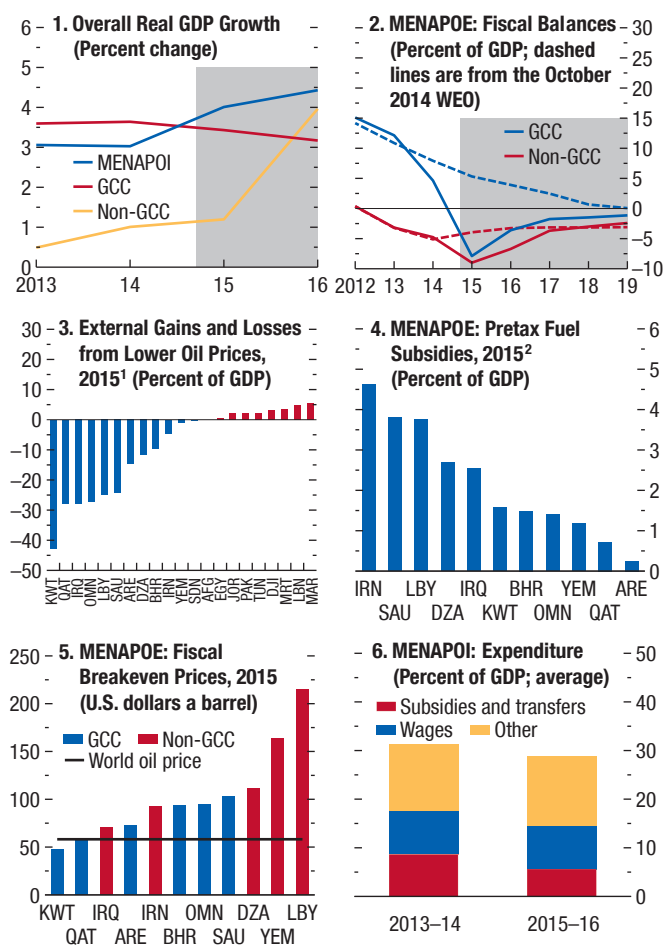 1. Overall Real GDP Growth
(Percent change)
6
5
4
3
2
1
0
MENAPOI
GCC
Non-GCC
2013 14 15 16
2. MENAPOE: Fiscal Balances
(Percent of GDP; dashed
lines are from the October
2014 WEO)
30
25
20
15
10
5
0
–5
–10
GCC
Non-GCC
2012 13 14 15 16 17 18 19
3. External Gains and Losses
from Lower Oil Prices,
2015¹ (Percent of GDP)
30
20
10
0
–10
–20
–30
–40
–50
KWT QAT IRQ OMN LBY SAU ARE DZA BHR IRN YEM SDN AFG EGY JOR PAK TUN DJI MRT LBN MAR
4. MENAPOE: Pretax Fuel
Subsidies, 2015²
(Percent of GDP)
6
5
4
3
2
1
0
IRN LBY IRQ BHR YEM ARE
SAU DZA KWT OMN QAT
5. MENAPOE: Fiscal
Breakeven Prices, 2015
(U.S. dollars a barrel)
250
200
150
100
50
0
GCC Non-GCC
World oil price
KWT IRQ IRN OMN DZA LBY
QAT ARE BHR SAU YEM
6. MENAPOI: Expenditure
(Percent of GDP; average)
50
40
30
20
10
0
Subsidies and transfers
Wages Other
2013–14 2015–16